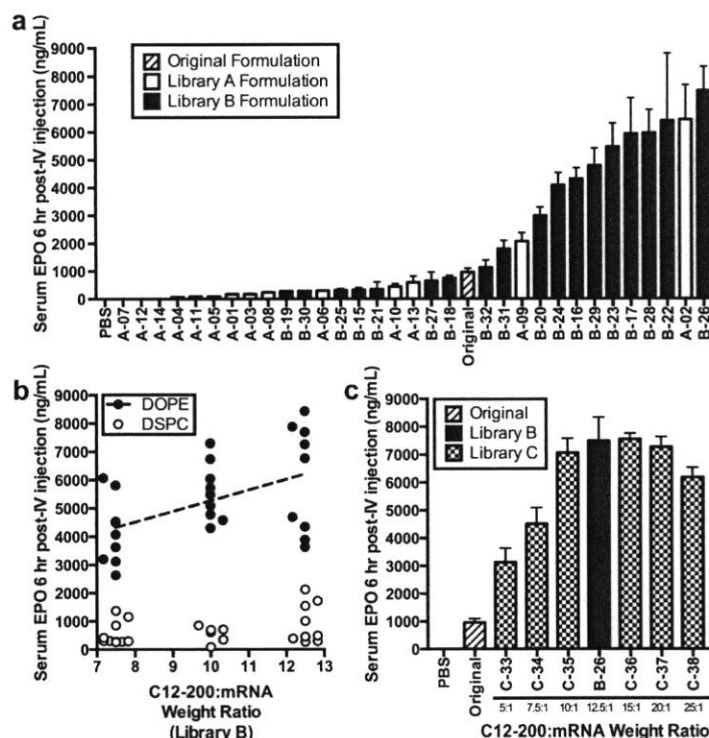 a
Serum EPO 6 hr post-IV injection (ng/mL)
9000
8000
7000
6000
5000
4000
3000
2000
1000
0
Original Formulation
Library A Formulation
Library B Formulation
PBS
A-07
A-12
A-14
A-04
A-11
A-05
A-01
A-03
A-08
B-19
B-30
A-06
B-25
B-15
B-21
A-10
A-13
B-27
B-18
Original
B-32
B-31
A-09
B-20
B-24
B-16
B-29
B-23
B-17
B-28
B-22
A-02
B-26
b
Serum EPO 6 hr post-IV injection (ng/mL)
9000
8000
7000
6000
5000
4000
3000
2000
1000
0
DOPE
DSPC
7 8 9 10 11 12 13
C12-200:mRNA
Weight Ratio
(Library B)
c
Serum EPO 6 hr post-IV injection (ng/mL)
9000
8000
7000
6000
5000
4000
3000
2000
1000
0
Original
Library B
Library C
PBS
Original
C-33
C-34
C-35
B-26
C-36
C-37
C-38
5:1 7.5:1 10:1 12.5:1 15:1 20:1 25:1
C12-200:mRNA Weight Ratio